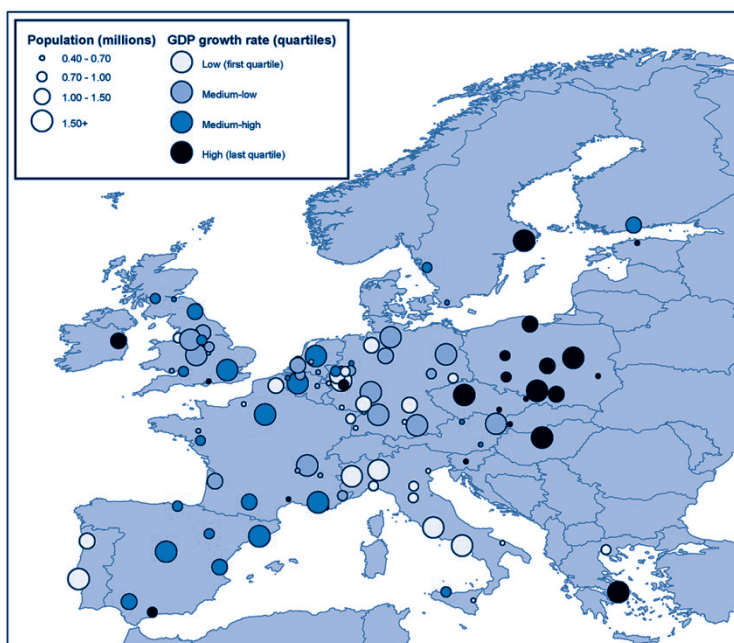 Population (millions)
0.40 - 0.70
0.70 - 1.00
1.00 - 1.50
1.50+
GDP growth rate (quartiles)
Low (first quartile)
Medium-low
Medium-high
High (last quartile)